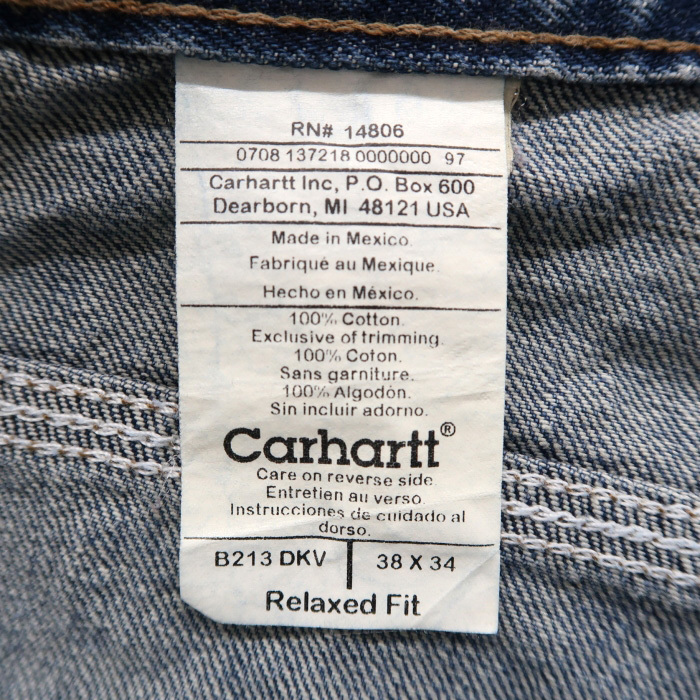 RN# 14806
0708 137218 0000000 97
Carhartt Inc, P.O. Box 600
Dearborn, MI 48121 USA
Made in Mexico.
Fabriqué au Mexique.
Hecho en México.
100% Cotton.
Exclusive of trimming.
100% Coton.
Sans garniture.
100% Algodón.
Sin incluir adorno.
Carhartt®
Care on reverse side.
Entretien au verso.
Instrucciones de cuidado al
dorso.
B213 DKV 38 X 34
Relaxed Fit